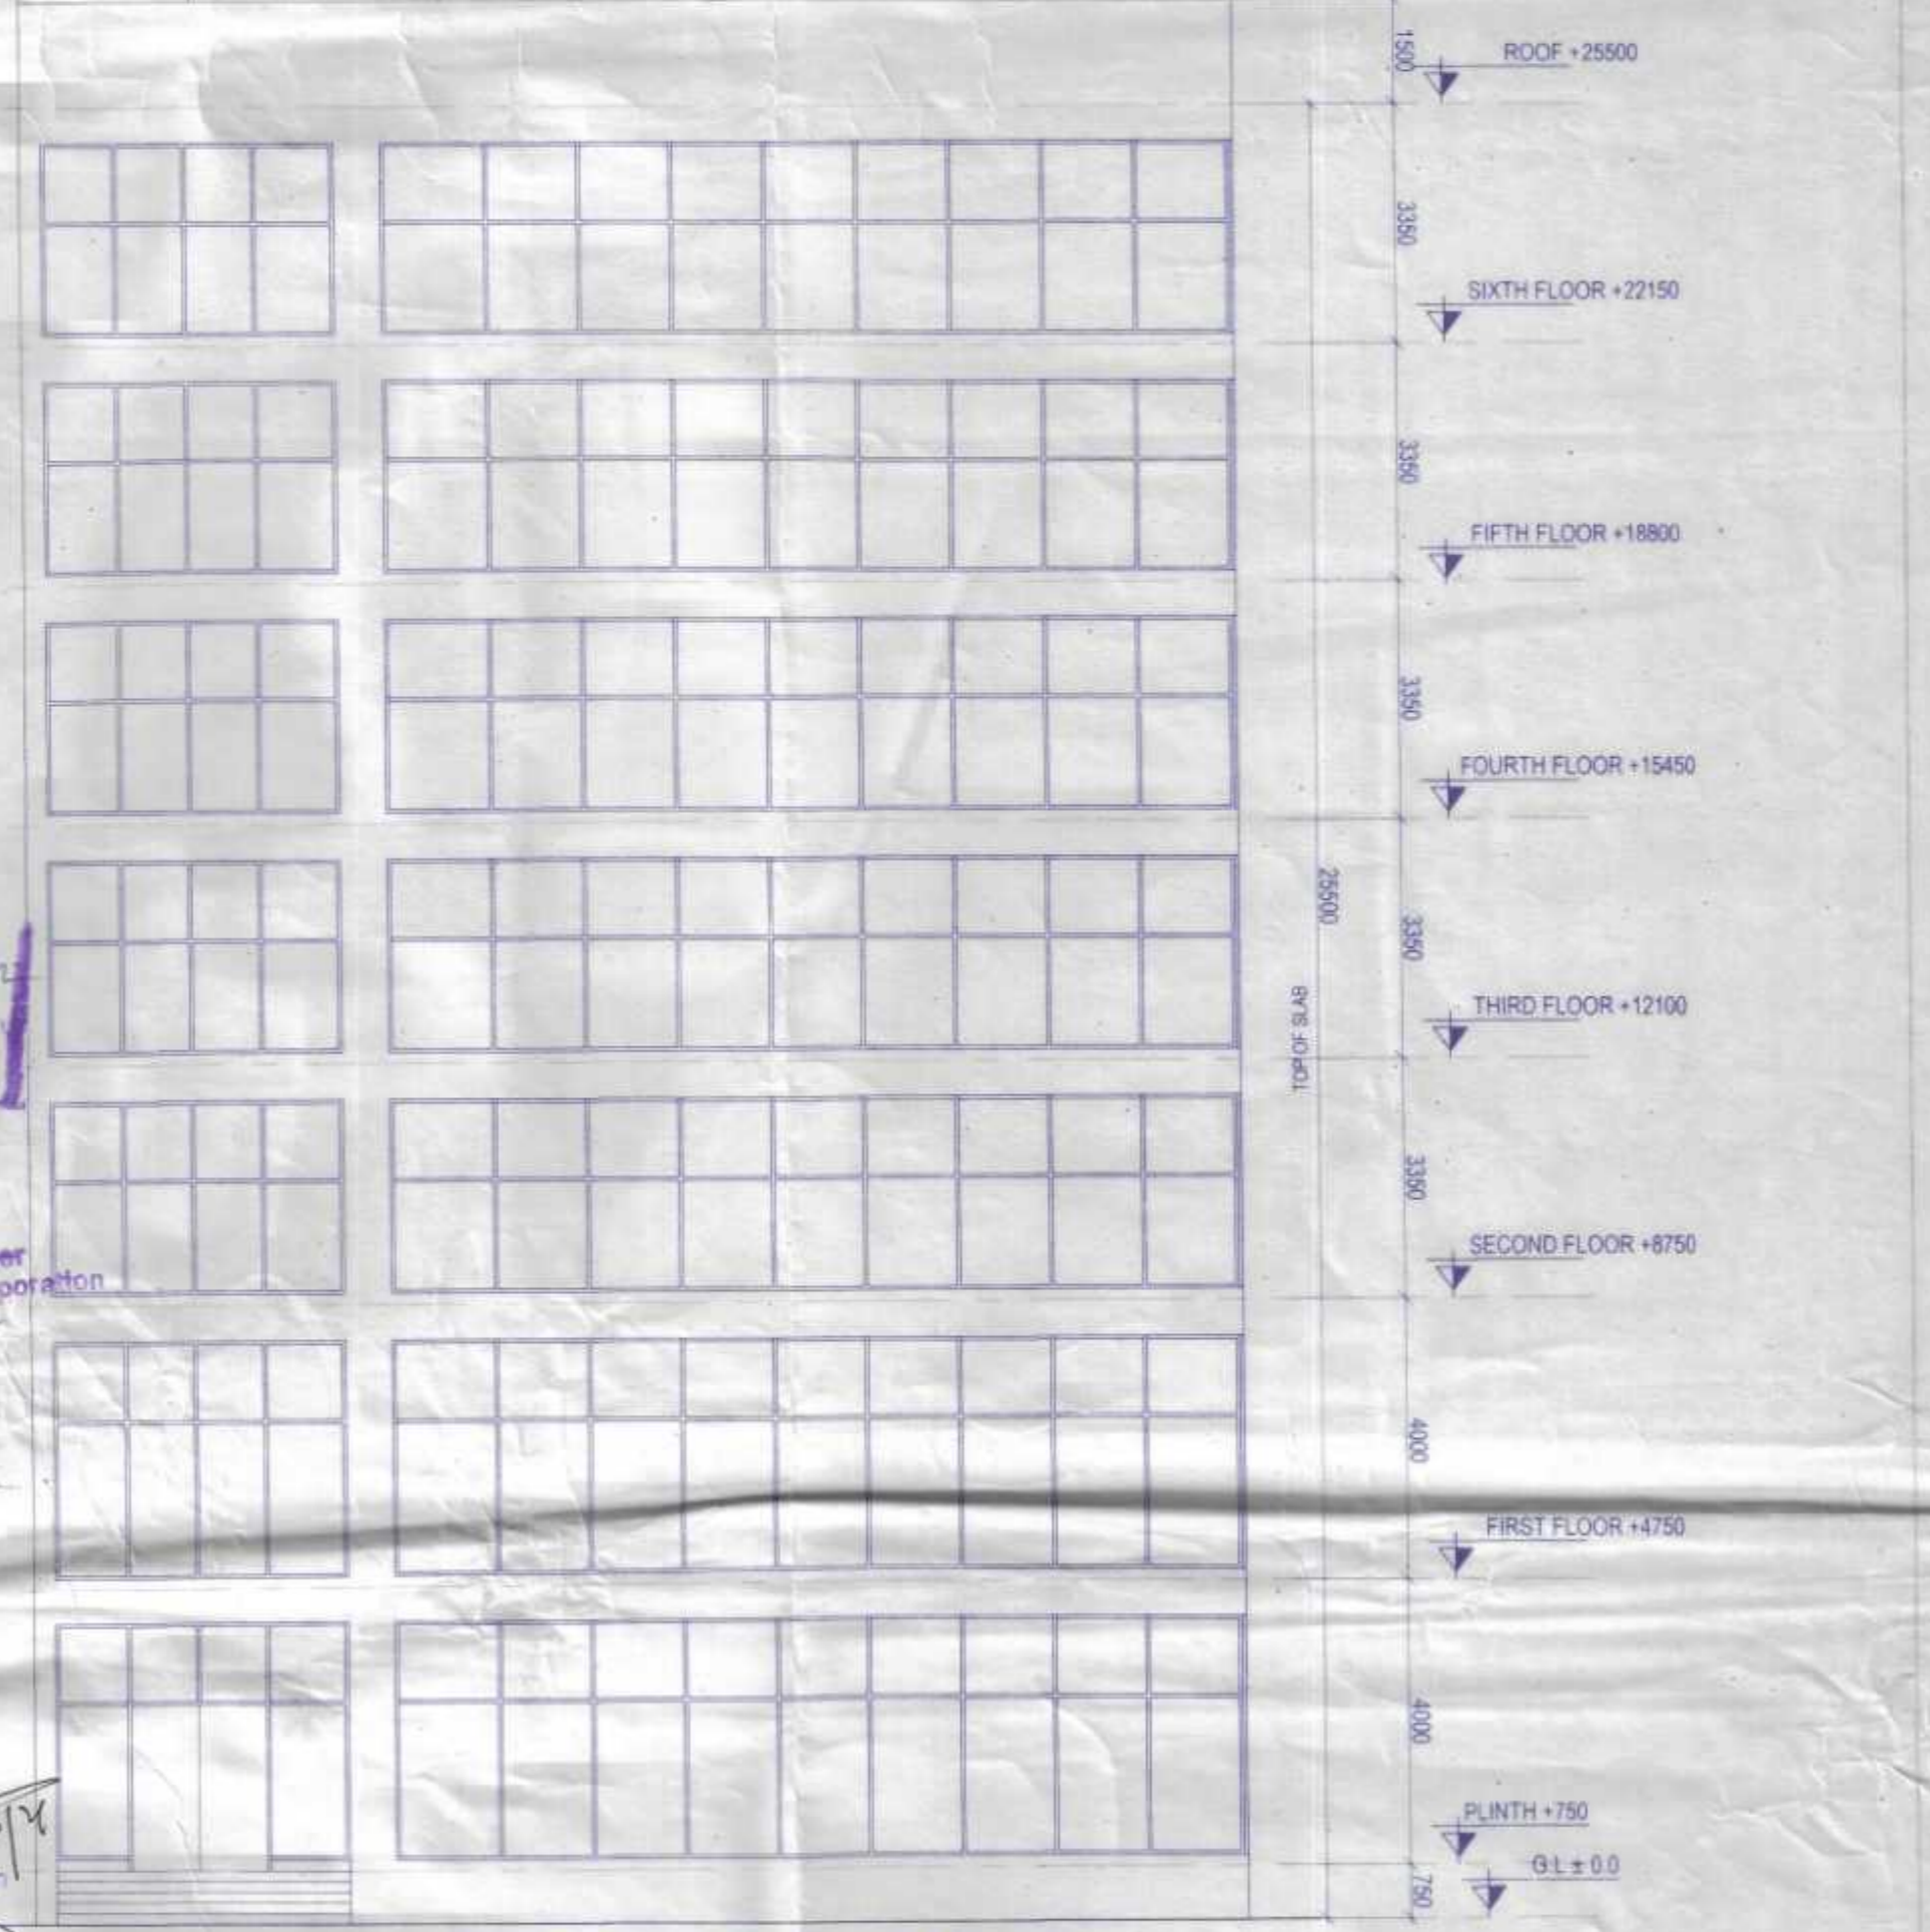 1500
ROOF +25500
3350
SIXTH FLOOR +22150
3350
FIFTH FLOOR +18800
3350
FOURTH FLOOR +15450
25500
3350
TOP OF SLAB
THIRD FLOOR +12100
3350
SECOND FLOOR +8750
er
poration
4000
FIRST FLOOR +4750
4000
PLINTH +750
G.L ± 0.0
750